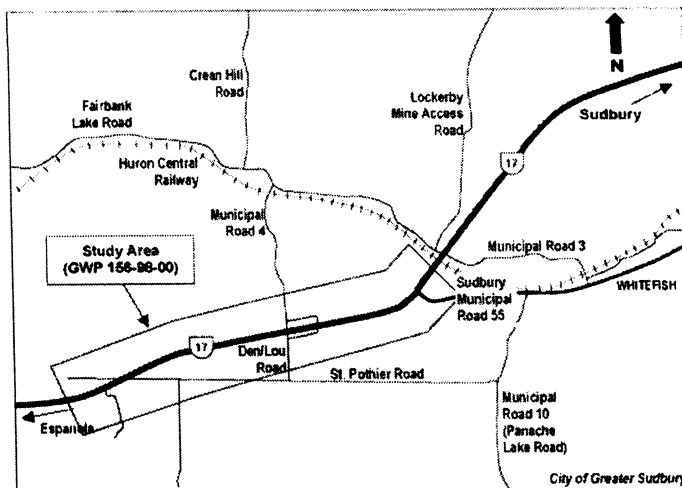 Crean Hill
Road
Lockerby
Mine Access
Road
N
Fairbank
Lake Road
Sudbury
Huron Central
Railway
17
Municipal
Road 4
Study Area
(GWP 156-98-00)
Municipal Road 3
Sudbury
Municipal
Road 55
WHITEFISH
17
Den/Lou
Road
St. Pothier Road
Espanola
Municipal
Road 10
(Panache
Lake Road)
City of Greater Sudbury